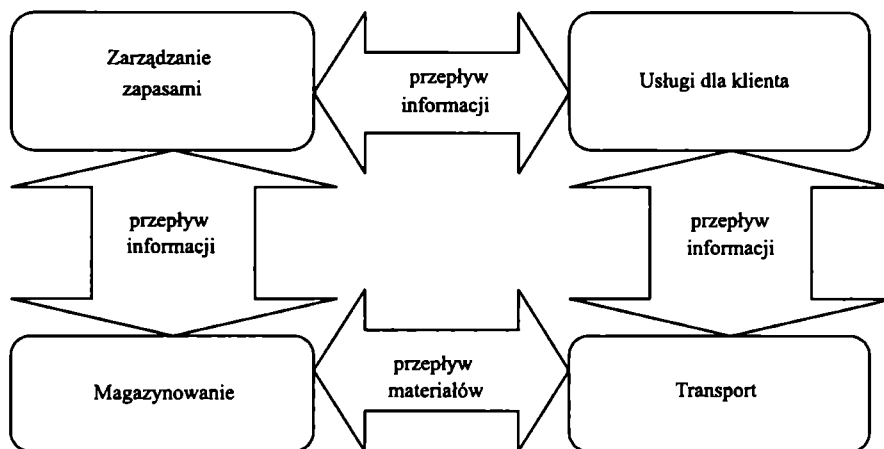 Zarządzanie
zapasami
przepływ
informacji
Usługi dla klienta
przepływ
informacji
przepływ
informacji
Magazynowanie
przepływ
materiałów
Transport